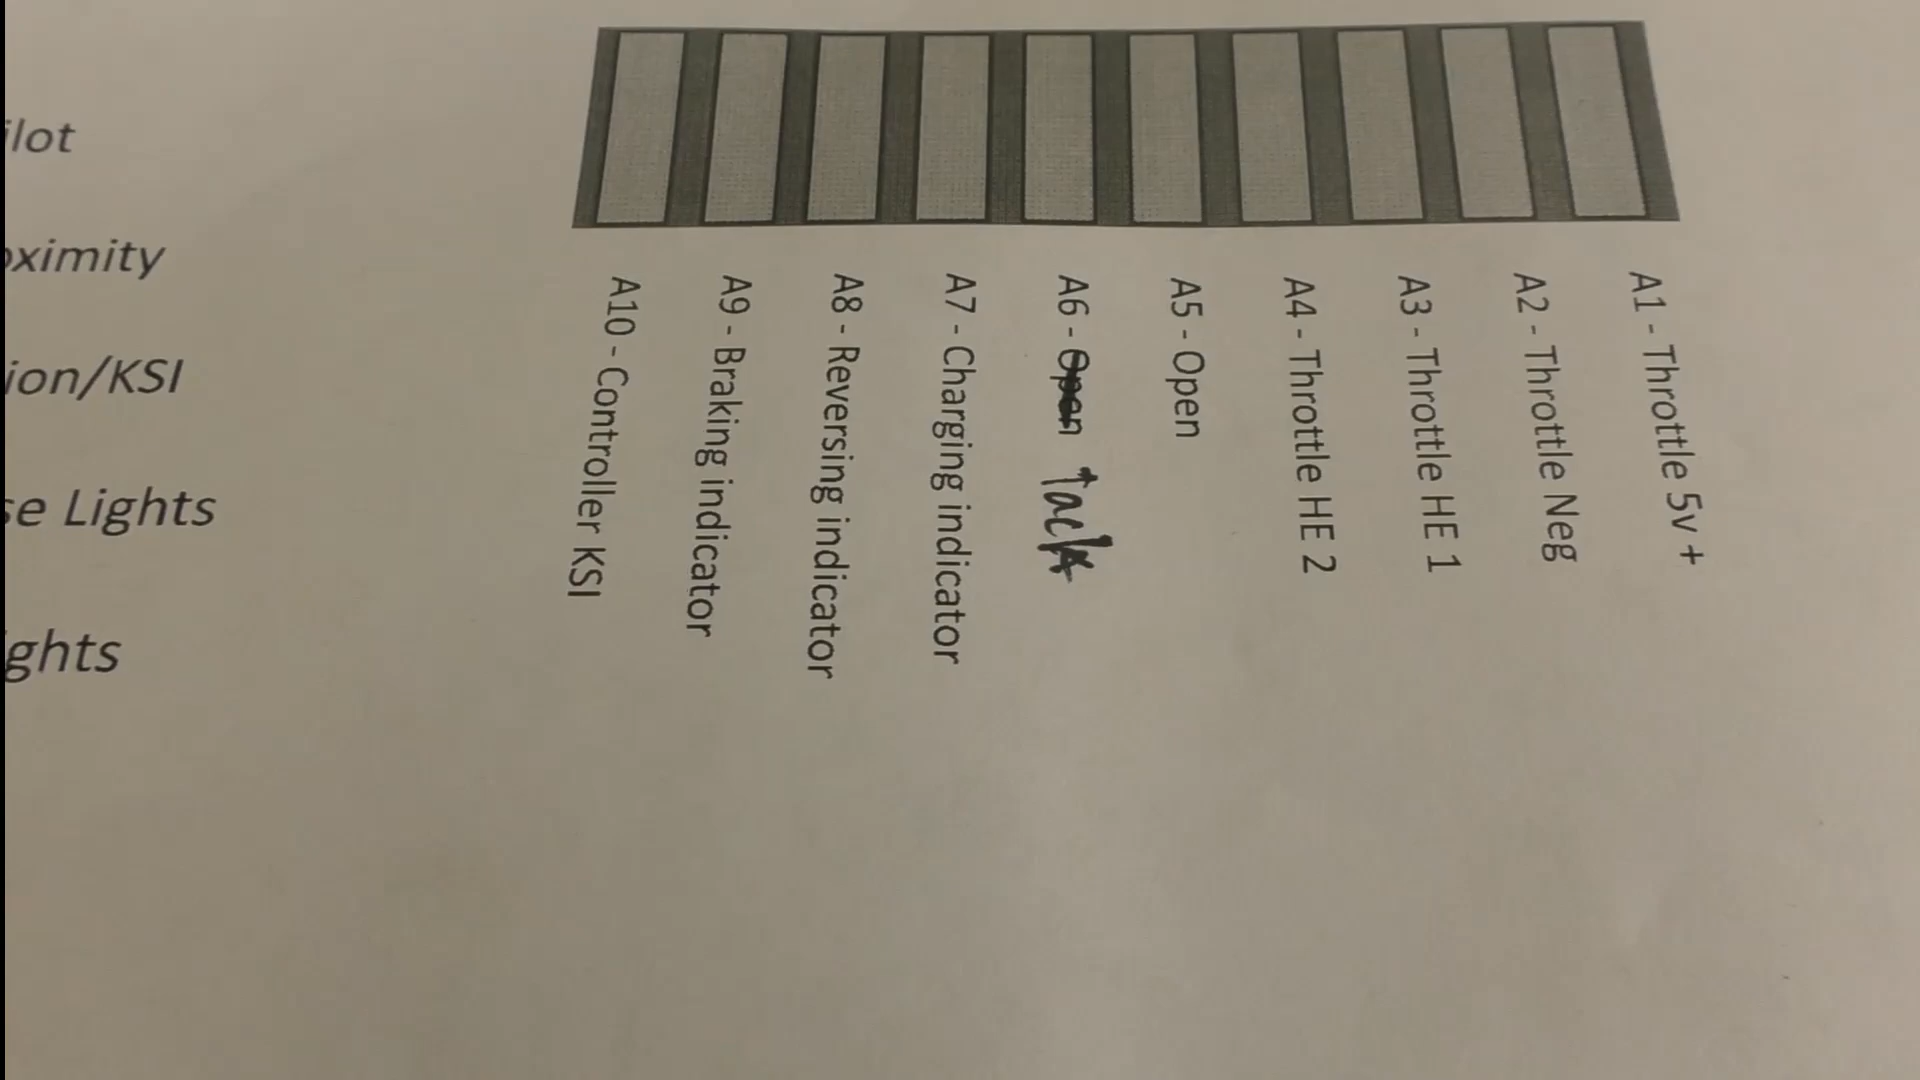 ilot
oximity
ion/KSI
se Lights
ghts
A10 - Controller KSI
A9 - Braking indicator
A8 - Reversing indicator
A7 - Charging indicator
A6 - Open Tach
A5 - Open
A4 - Throttle HE 2
A3 - Throttle HE 1
A2 - Throttle Neg
A1 - Throttle 5v +